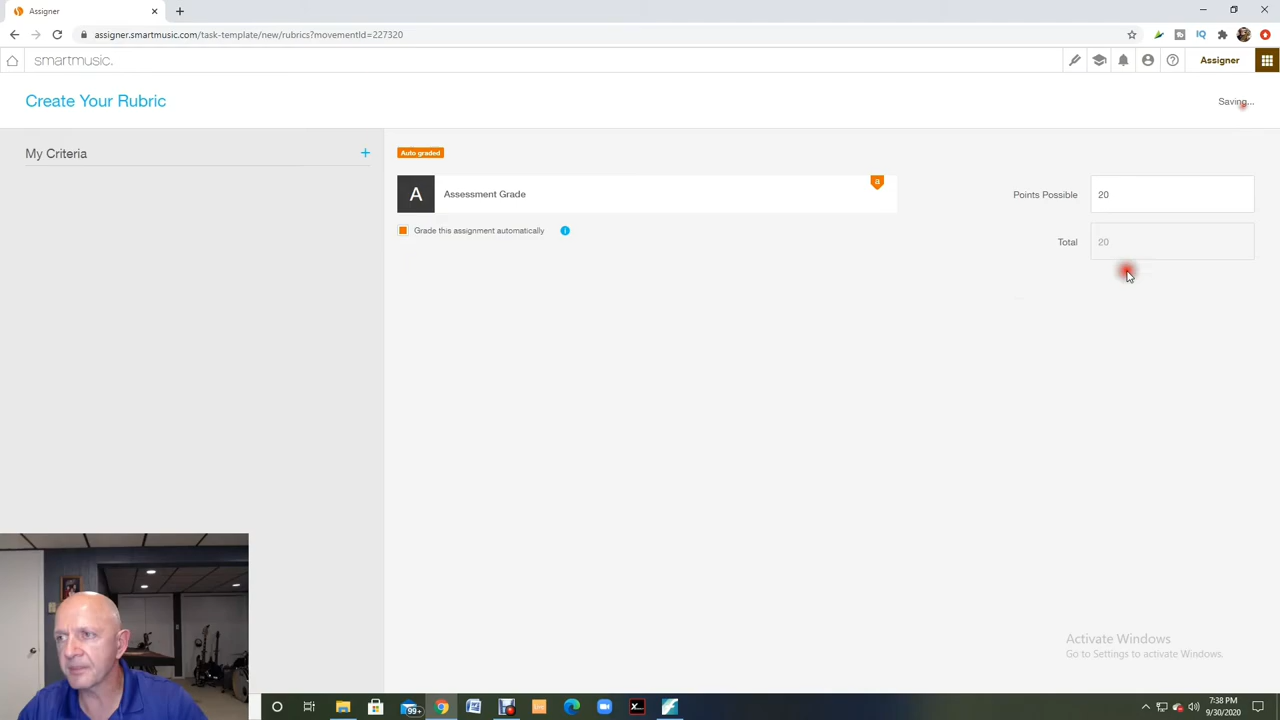 Assigner
assigner.smartmusic.com/task-template/new/rubrics?movementId=227320
smartmusic.
Assigner
Create Your Rubric
Saving...
My Criteria
Auto graded
A
Assessment Grade
a
Points Possible
20
Grade this assignment automatically
Total
20
Activate Windows
Go to Settings to activate Windows.
99+
Live
7:38 PM
9/30/2020